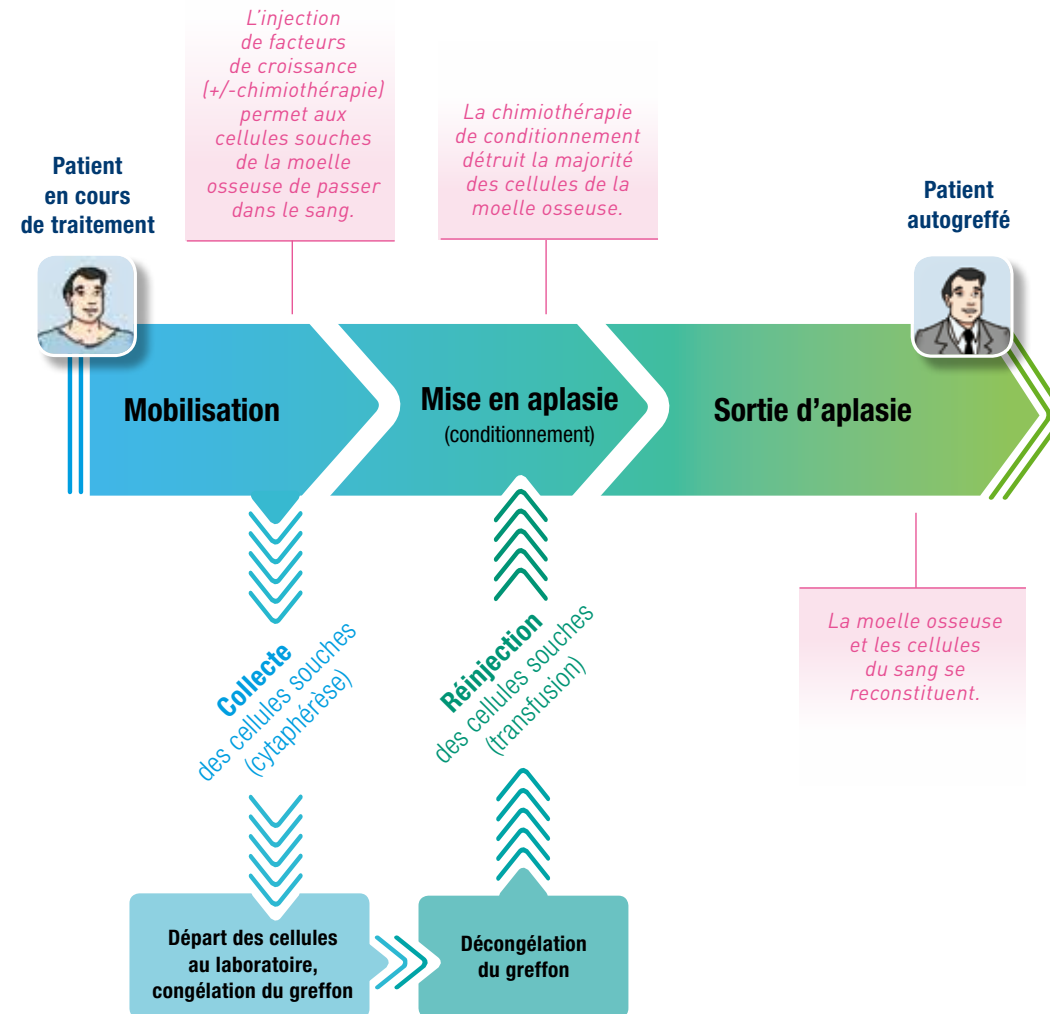 L'injection
de facteurs
de croissance
(+/-chimiothérapie)
permet aux
cellules souches
de la moelle
osseuse de passer
dans le sang.
La chimiothérapie
de conditionnement
détruit la majorité
des cellules de la
moelle osseuse.
Patient
en cours
de traitement
Patient
autogreffé
Mobilisation
Mise en aplasie
(conditionnement)
Sortie d'aplasie
Collecte
des cellules souches
(cytaphérèse)
Réinjection
des cellules souches
(transfusion)
La moelle osseuse
et les cellules
du sang se
reconstituent.
Départ des cellules
au laboratoire,
congélation du greffon
Décongélation
du greffon